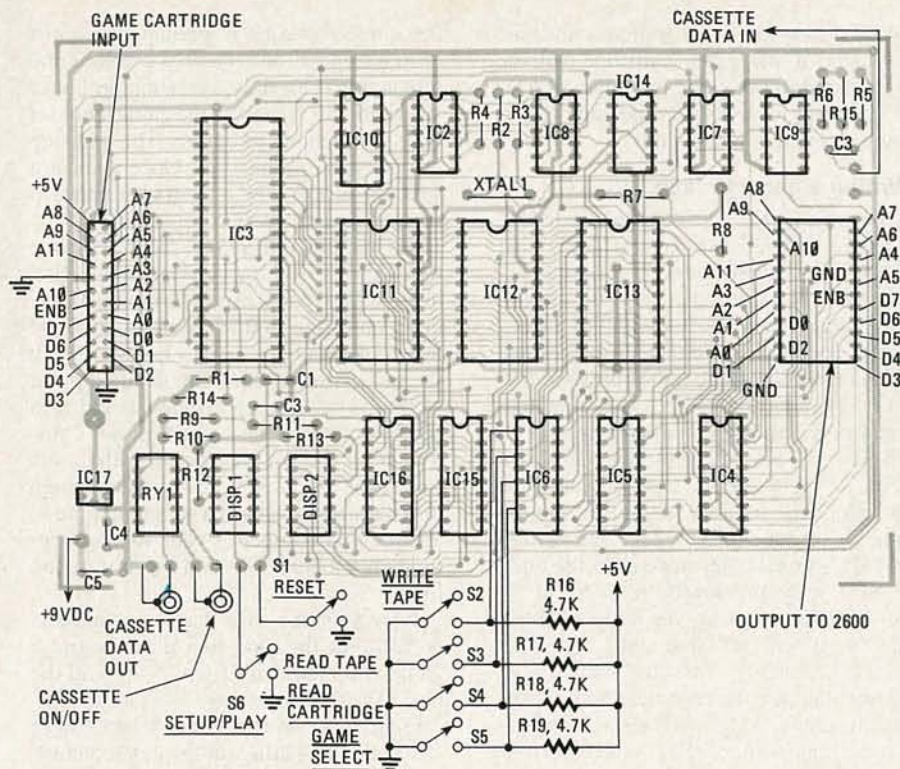 GAME CARTRIDGE
INPUT
CASSETTE
DATA IN
IC10
IC2
R4
R2
R3
IC8
IC14
IC7
IC9
R6
R15
R5
C3
XTAL1
R7
R8
IC3
IC11
IC12
IC13
+5V
A8
A9
A11
A10
ENB
D7
D6
D5
D4
D3
A7
A6
A5
A4
A3
A2
A1
A0
D0
D1
D2
A8
A9
A11
A3
A2
A1
A0
D1
GND
A10
GND
ENB
D0
D2
A7
A6
A4
A5
D7
D6
D5
D4
D3
R1
C1
R14
C3
R9
R11
R10
R13
R12
IC17
RY1
DISP1
DISP2
IC16
IC15
IC6
IC5
IC4
C4
C5
+9VDC
CASSETTE
DATA
OUT
CASSETTE
ON/OFF
S1
RESET
S6
SETUP/PLAY
WRITE
TAPE
S2
READ TAPE
S3
READ
CARTRIDGE
S4
GAME
SELECT
S5
+5V
R16
4.7K
R17, 4.7K
R18, 4.7K
R19, 4.7K
OUTPUT TO 2600